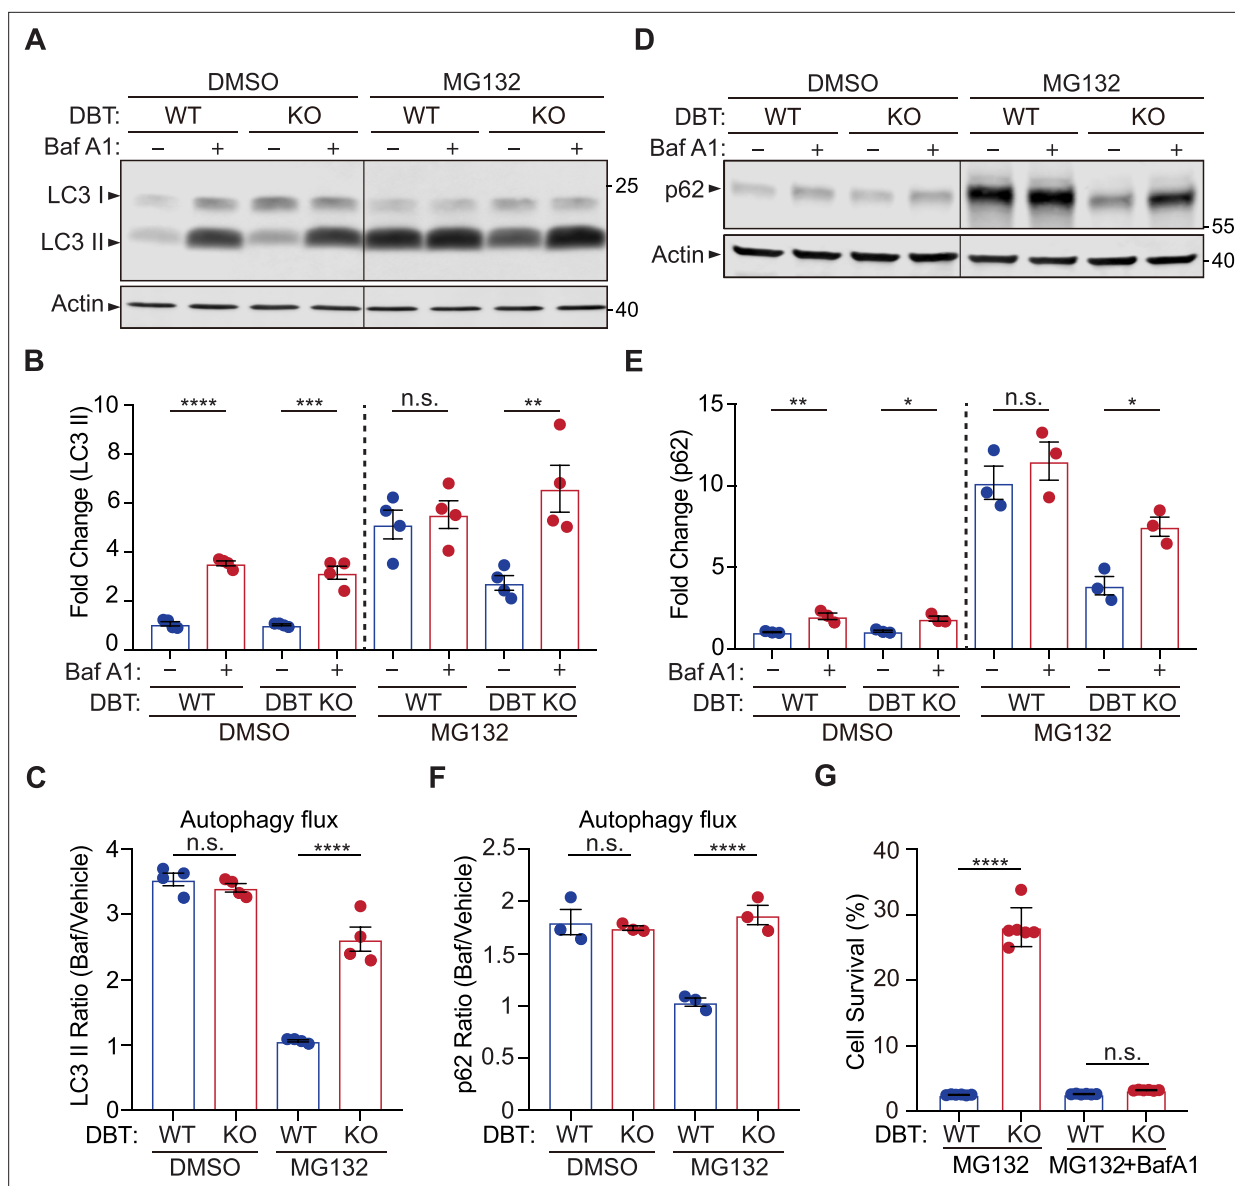 A
DMSO MG132
DBT: WT KO WT KO
Baf A1: – + – + – + – +
LC3 I
25
LC3 II
Actin
40
D
DMSO MG132
DBT: WT KO WT KO
Baf A1: – + – + – + – +
p62
55
Actin
40
B
Fold Change (LC3 II)
10
8
6
4
2
0
**** *** n.s. **
Baf A1: – + – + – + – +
DBT: WT DBT KO WT DBT KO
DMSO MG132
E
Fold Change (p62)
15
10
5
0
** * n.s. *
Baf A1: – + – + – + – +
DBT: WT DBT KO WT DBT KO
DMSO MG132
C
Autophagy flux
LC3 II Ratio (Baf/Vehicle)
4
3
2
1
0
n.s. ****
DBT: WT KO WT KO
DMSO MG132
F
Autophagy flux
p62 Ratio (Baf/Vehicle)
2.5
2
1.5
1
0.5
0
n.s. ****
DBT: WT KO WT KO
DMSO MG132
G
Cell Survival (%)
40
30
20
10
0
**** n.s.
DBT: WT KO WT KO
MG132 MG132+BafA1